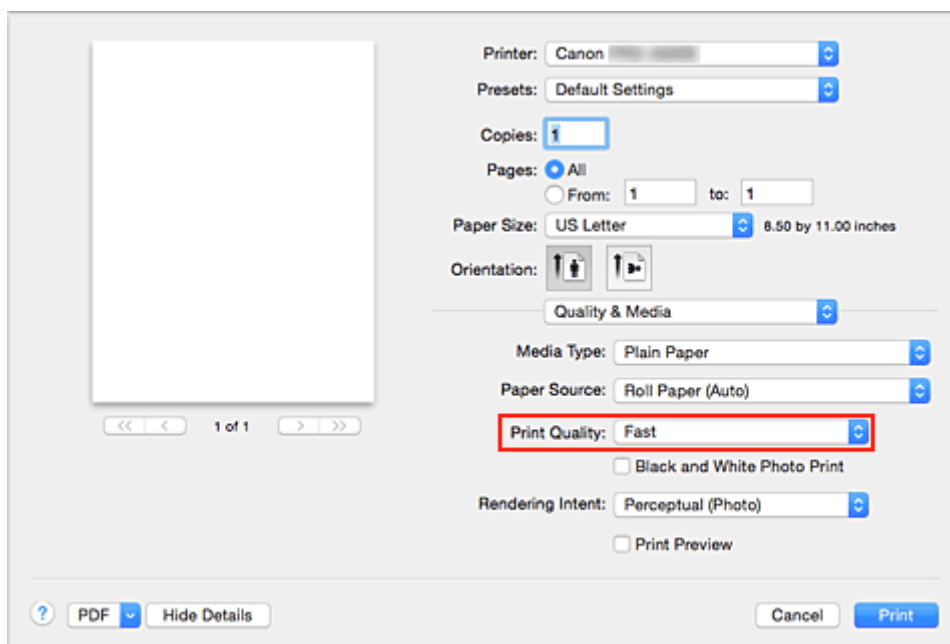 Printer: Canon
Presets: Default Settings
Copies: 1
Pages: All
From: 1 to: 1
Paper Size: US Letter 8.50 by 11.00 inches
Orientation:
Quality & Media
Media Type: Plain Paper
Paper Source: Roll Paper (Auto)
1 of 1
Print Quality: Fast
Black and White Photo Print
Rendering Intent: Perceptual (Photo)
Print Preview
? PDF Hide Details Cancel Print